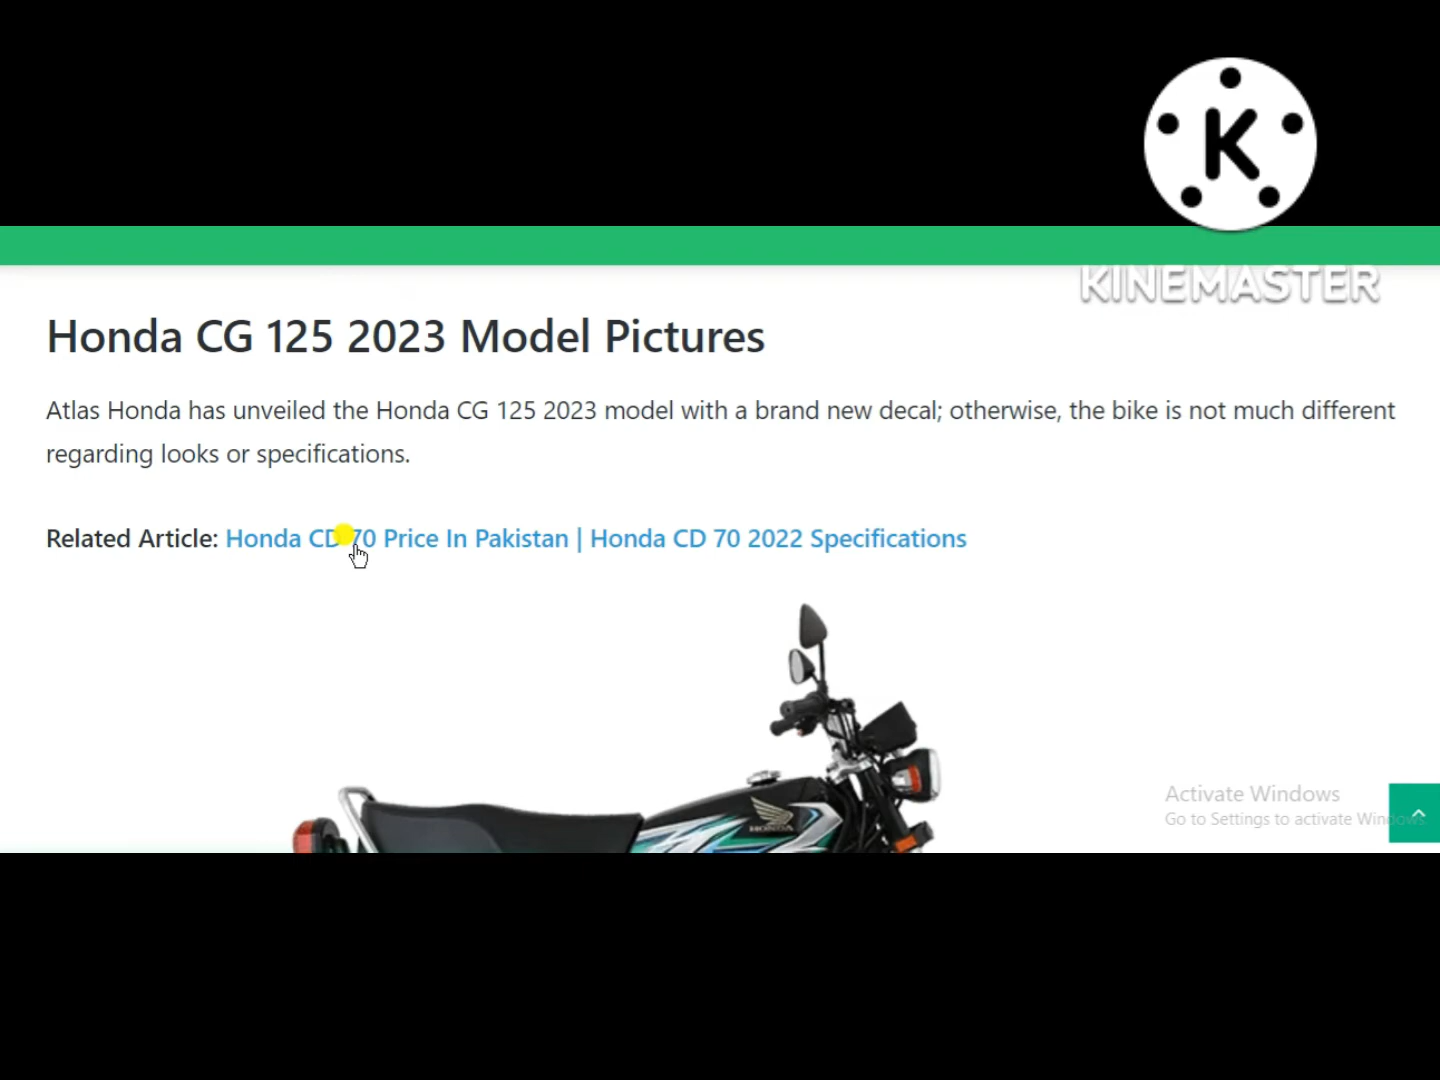 K
KINEMASTER
Honda CG 125 2023 Model Pictures
Atlas Honda has unveiled the Honda CG 125 2023 model with a brand new decal; otherwise, the bike is not much different
regarding looks or specifications.
Related Article: Honda CD 70 Price In Pakistan | Honda CD 70 2022 Specifications
HONDA
Activate Windows
Go to Settings to activate Windows.